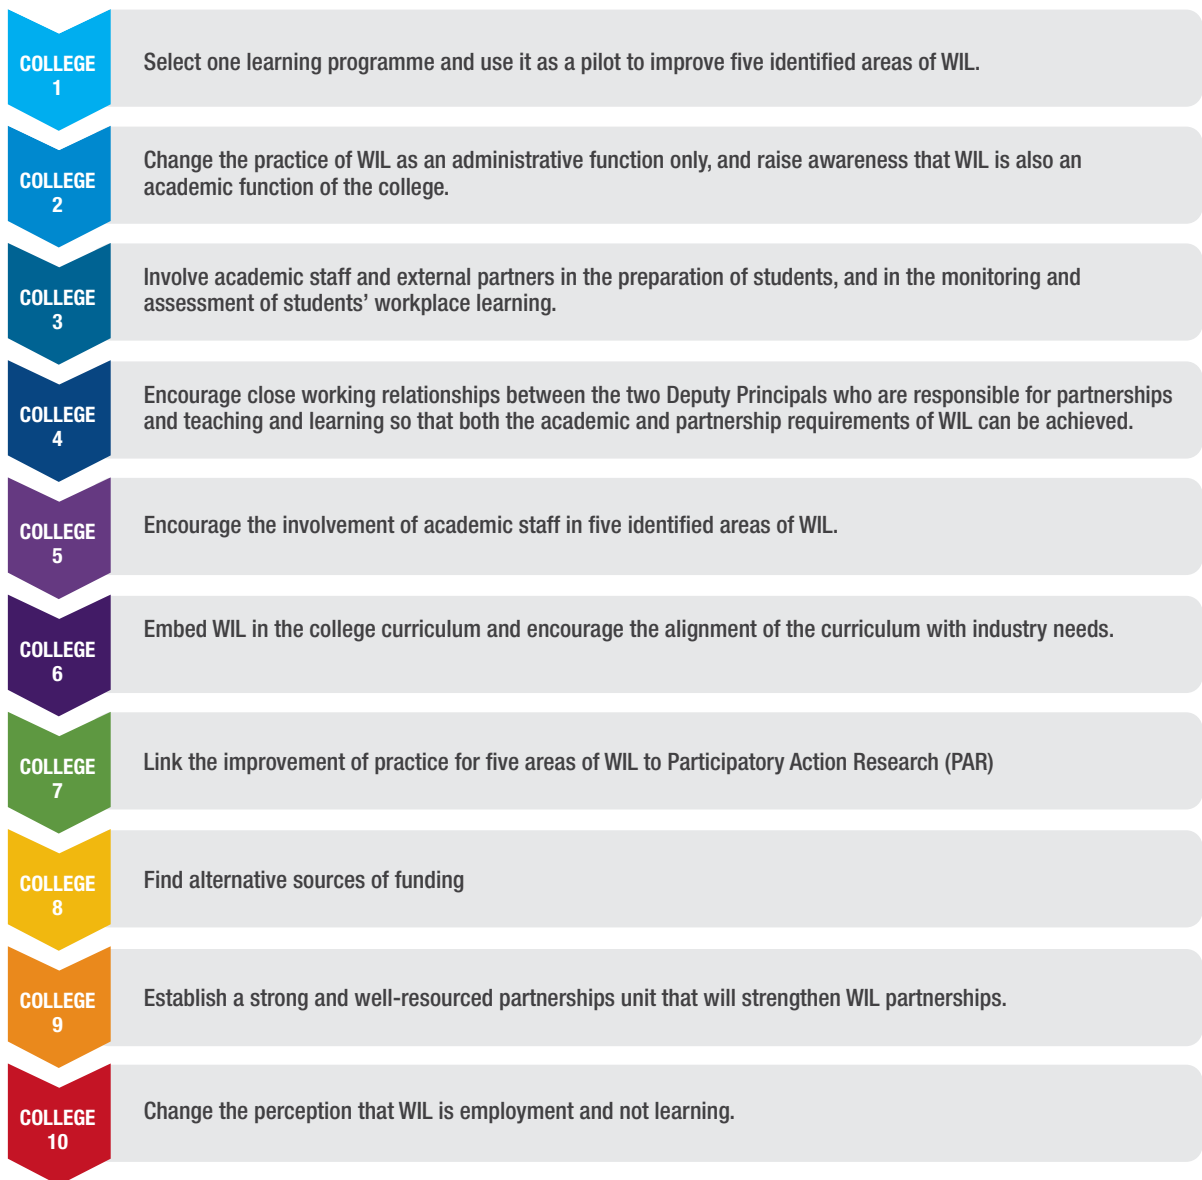 COLLEGE
1
Select one learning programme and use it as a pilot to improve five identified areas of WIL.
COLLEGE
2
Change the practice of WIL as an administrative function only, and raise awareness that WIL is also an
academic function of the college.
COLLEGE
3
Involve academic staff and external partners in the preparation of students, and in the monitoring and
assessment of students’ workplace learning.
COLLEGE
4
Encourage close working relationships between the two Deputy Principals who are responsible for partnerships
and teaching and learning so that both the academic and partnership requirements of WIL can be achieved.
COLLEGE
5
Encourage the involvement of academic staff in five identified areas of WIL.
COLLEGE
6
Embed WIL in the college curriculum and encourage the alignment of the curriculum with industry needs.
COLLEGE
7
Link the improvement of practice for five areas of WIL to Participatory Action Research (PAR)
COLLEGE
8
Find alternative sources of funding
COLLEGE
9
Establish a strong and well-resourced partnerships unit that will strengthen WIL partnerships.
COLLEGE
10
Change the perception that WIL is employment and not learning.